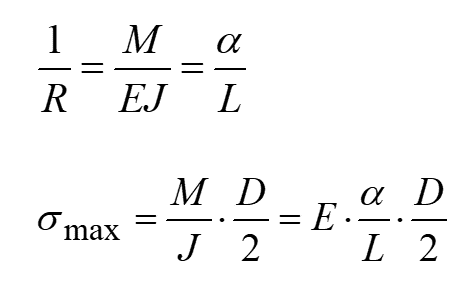 1/R = M/EJ = α/L
σ_max = M/J · D/2 = E · α/L · D/2